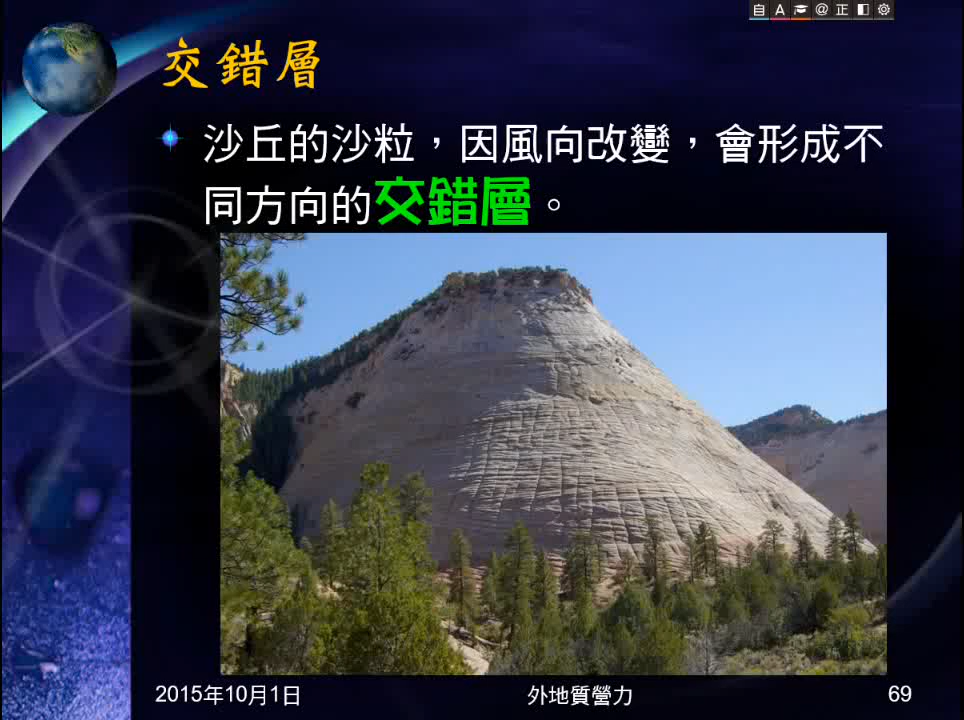 自 A @ 正
交錯層
沙丘的沙粒，因風向改變，會形成不
同方向的交錯層。
2015年10月1日
外地質營力
69